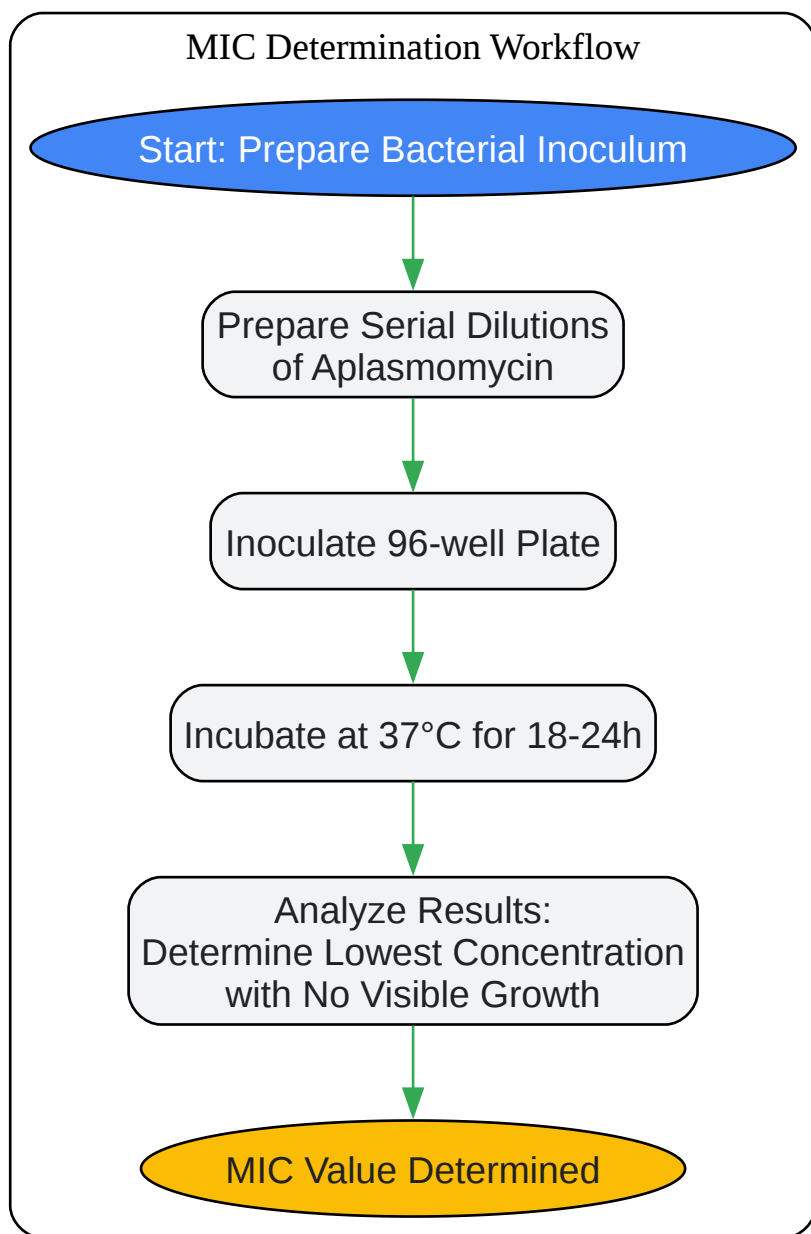 MIC Determination Workflow
Start: Prepare Bacterial Inoculum
Prepare Serial Dilutions
of Aplasmomycin
Inoculate 96-well Plate
Incubate at 37°C for 18-24h
Analyze Results:
Determine Lowest Concentration
with No Visible Growth
MIC Value Determined